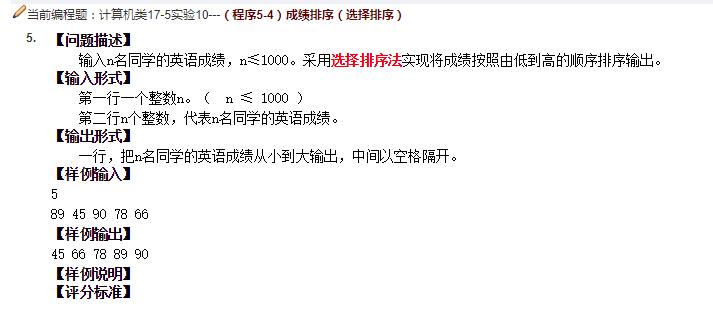 当前编程题：计算机类17-5实验10---（程序5-4）成绩排序（选择排序）
5. 【问题描述】
输入n名同学的英语成绩，n≤1000。采用选择排序法实现将成绩按照由低到高的顺序排序输出。
【输入形式】
第一行一个整数n。（ n ≤ 1000 ）
第二行n个整数，代表n名同学的英语成绩。
【输出形式】
一行，把n名同学的英语成绩从小到大输出，中间以空格隔开。
【样例输入】
5
89 45 90 78 66
【样例输出】
45 66 78 89 90
【样例说明】
【评分标准】